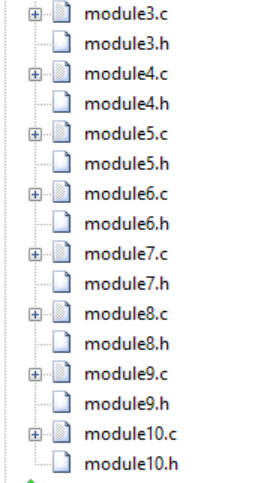 module3.c
module3.h
module4.c
module4.h
module5.c
module5.h
module6.c
module6.h
module7.c
module7.h
module8.c
module8.h
module9.c
module9.h
module10.c
module10.h